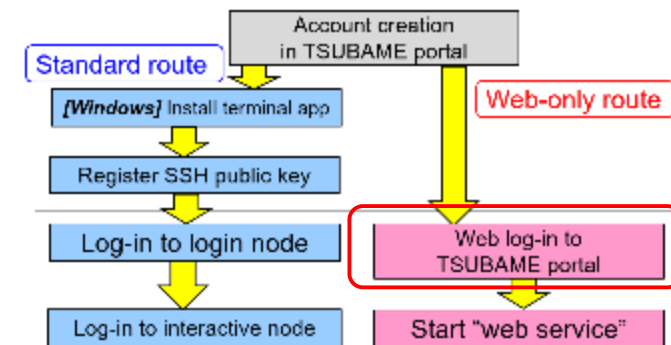 Account creation
in TSUBAME portal
Standard route
Web-only route
[Windows] Install terminal app
Register SSH public key
Log-in to login node
Web log-in to
TSUBAME portal
Log-in to interactive node
Start "web service"